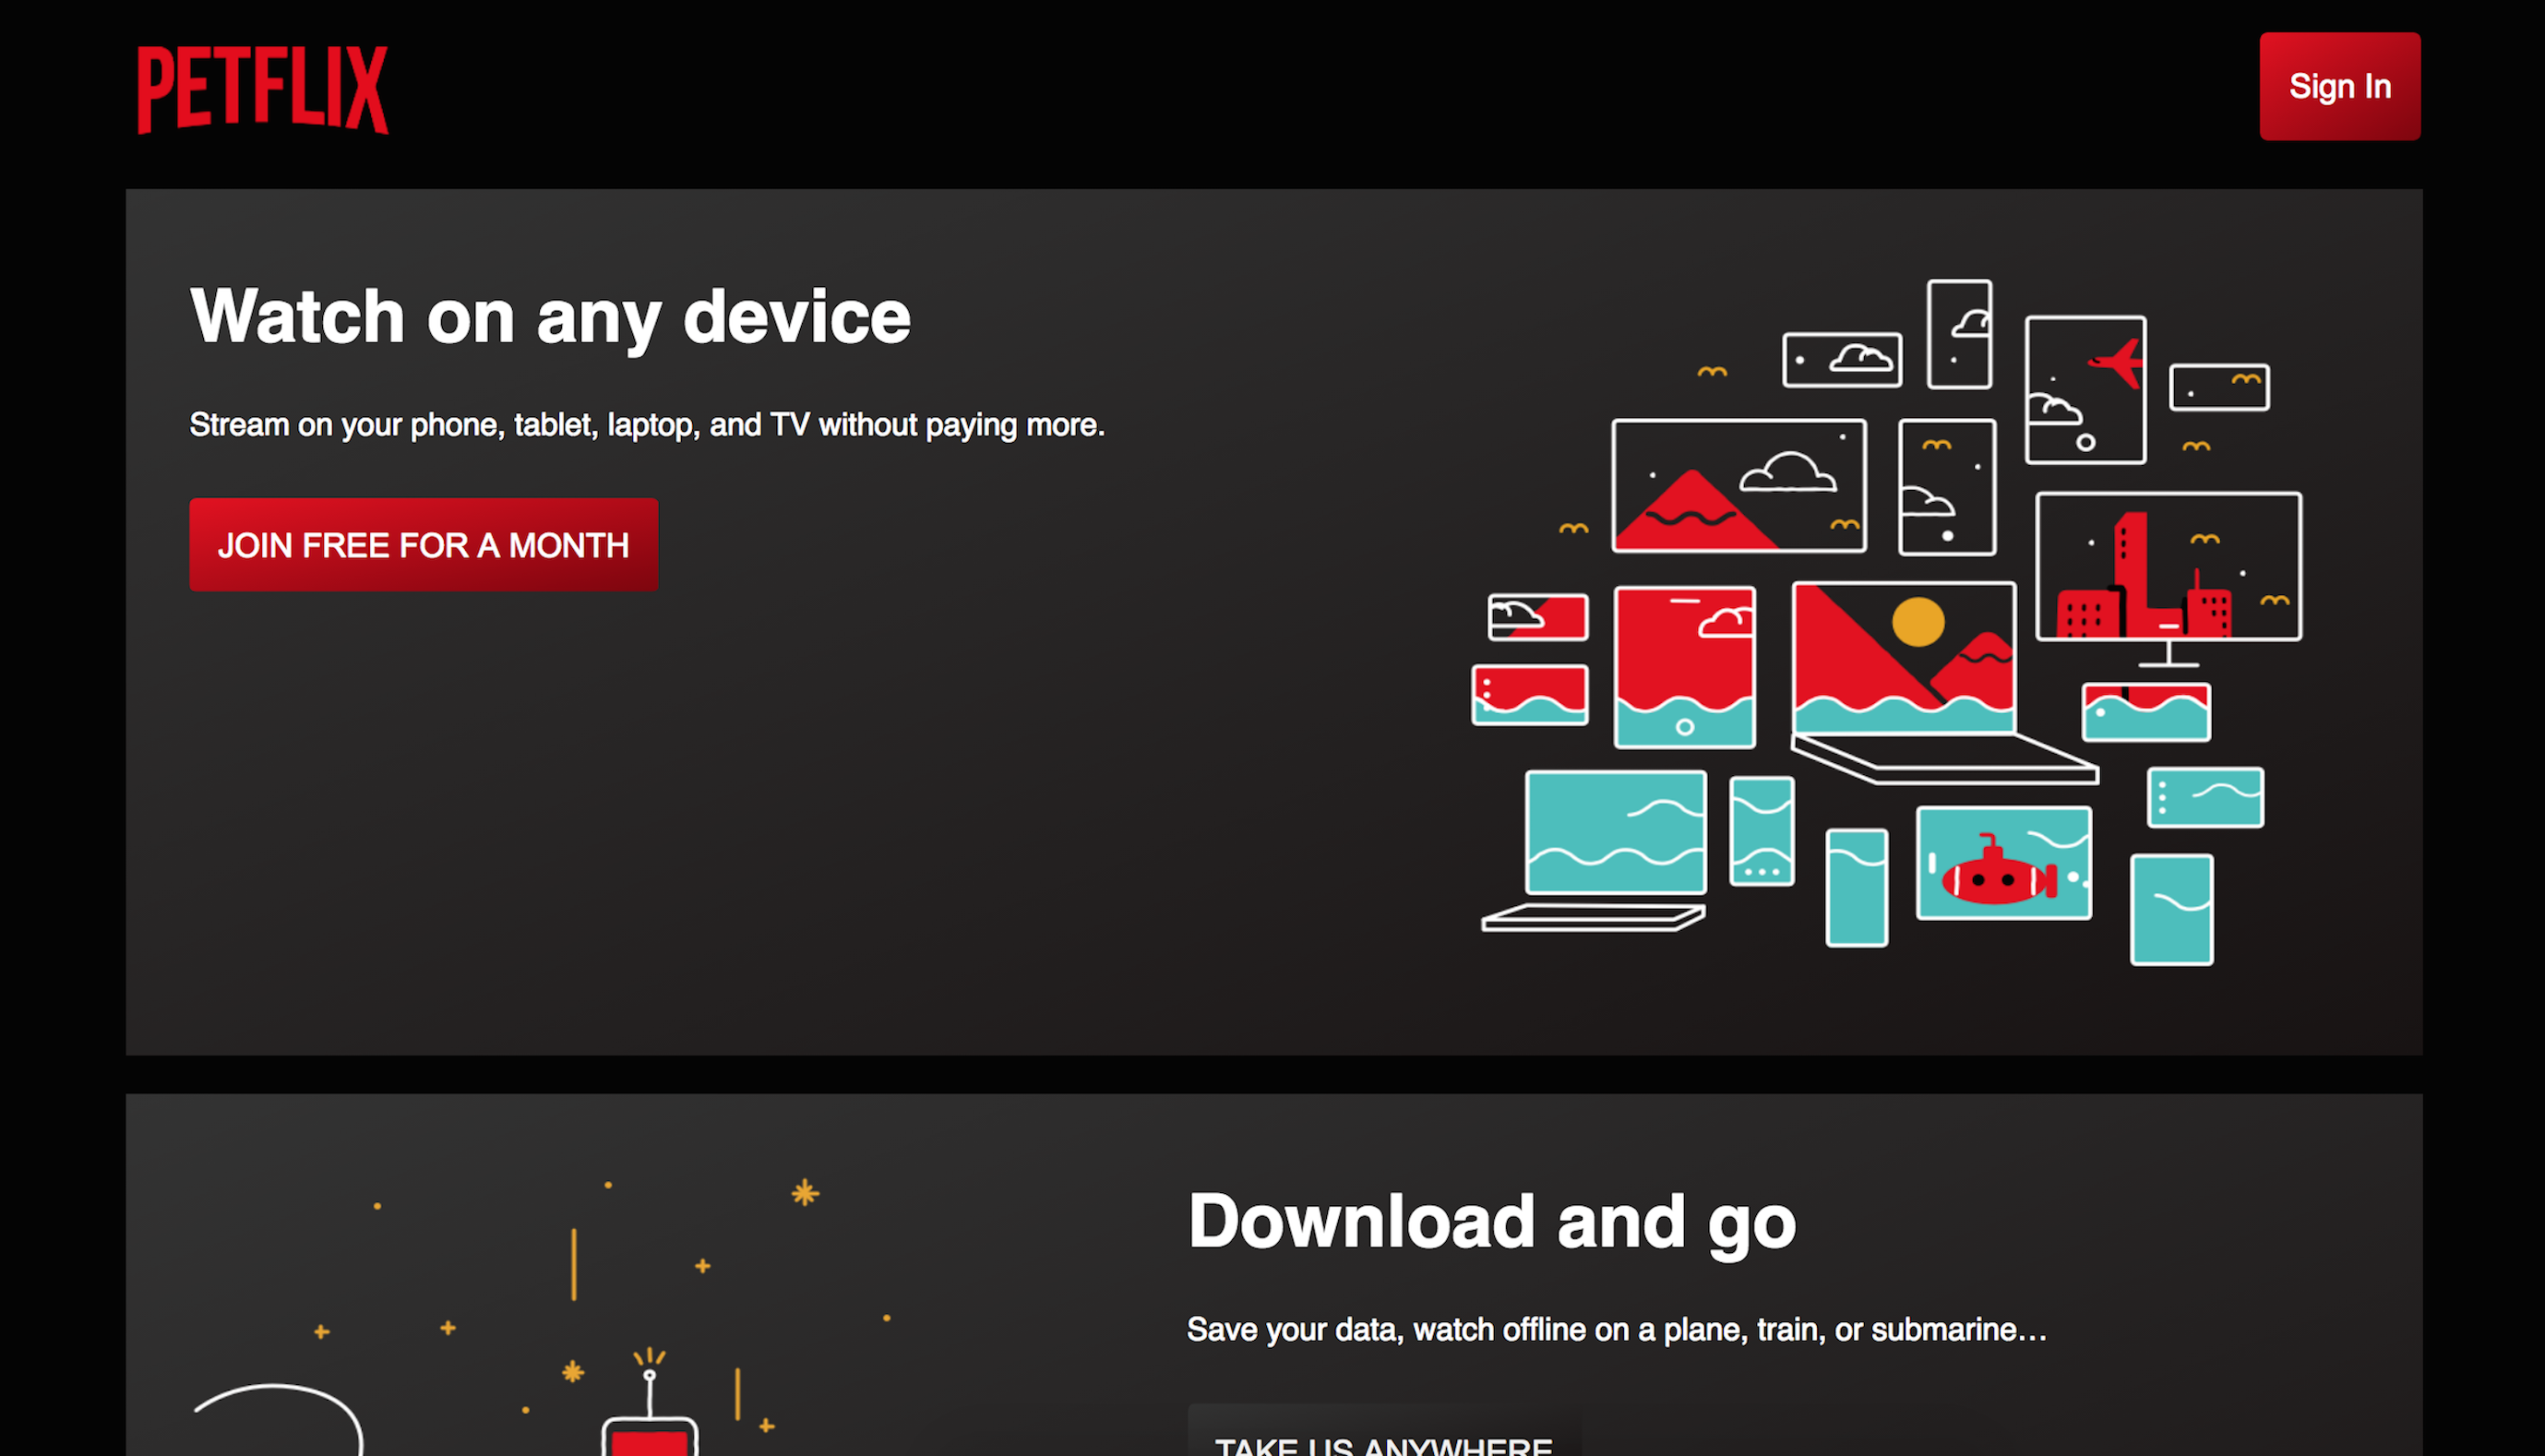 PETFLIX
Sign In
Watch on any device
Stream on your phone, tablet, laptop, and TV without paying more.
JOIN FREE FOR A MONTH
Download and go
Save your data, watch offline on a plane, train, or submarine...
TAKE US ANYWHERE